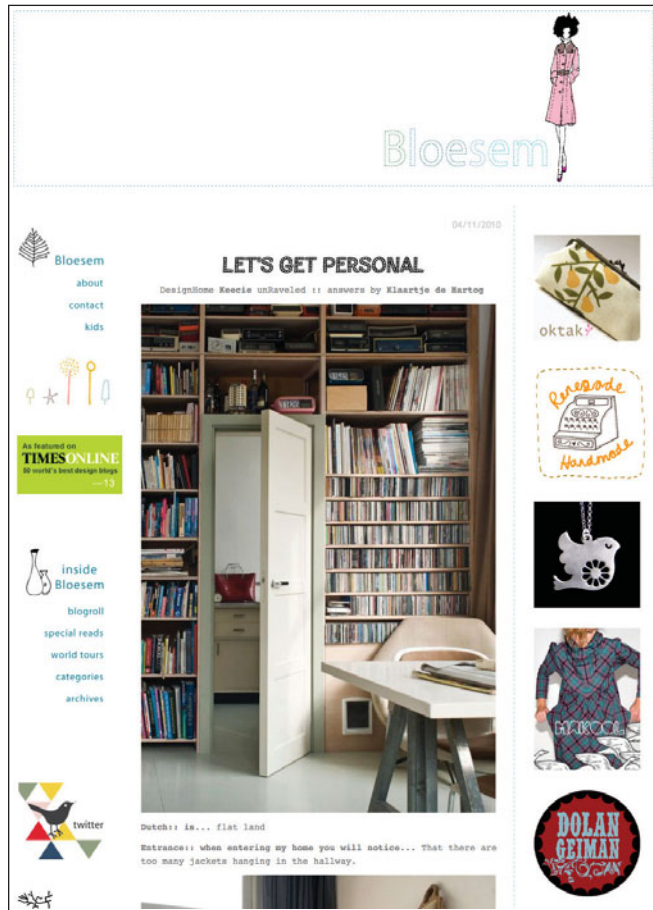 Bloesem
04/11/2010
Bloesem
about
contact
kids
As featured on
TIMESONLINE
50 world's best design blogs
—13
inside
Bloesem
blogroll
special reads
world tours
categories
archives
twitter
LET'S GET PERSONAL
DesignHome Keecie unRaveled :: answers by Klaartje de Hartog
Dutch:: is... flat land
Entrance:: when entering my home you will notice... That there are
too many jackets hanging in the hallway.
oktak
Renegade
Handmade
DOLAN
GEIMAN